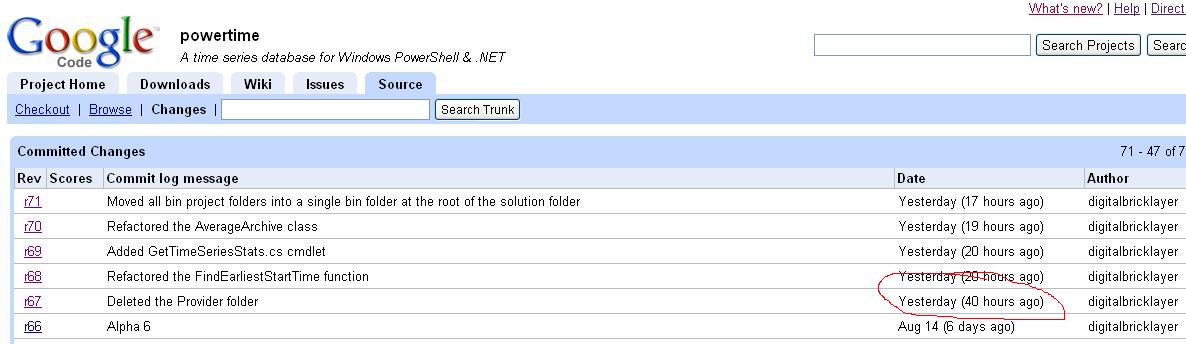 What's new? | Help | Direct
Google™
Code
powertime
A time series database for Windows PowerShell & .NET
Search Projects
Searc
Project Home
Downloads
Wiki
Issues
Source
Checkout | Browse | Changes |
Search Trunk
Committed Changes
71 - 47 of 7
Rev Scores Commit log message Date Author
r71 Moved all bin project folders into a single bin folder at the root of the solution folder Yesterday (17 hours ago) digitalbricklayer
r70 Refactored the AverageArchive class Yesterday (19 hours ago) digitalbricklayer
r69 Added GetTimeSeriesStats.cs cmdlet Yesterday (20 hours ago) digitalbricklayer
r68 Refactored the FindEarliestStartTime function Yesterday (20 hours ago) digitalbricklayer
r67 Deleted the Provider folder Yesterday (40 hours ago) digitalbricklayer
r66 Alpha 6 Aug 14 (6 days ago) digitalbricklayer